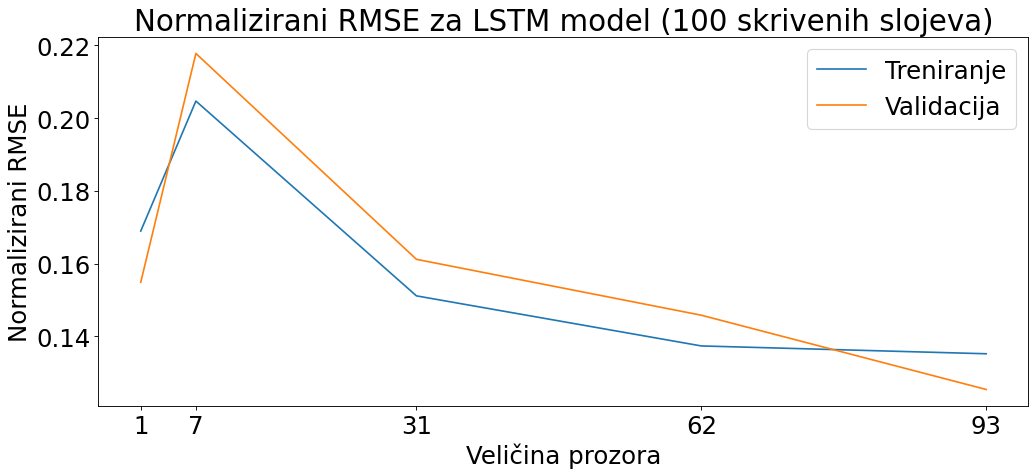 Normalizirani RMSE za LSTM model (100 skrivenih slojeva)
Normalizirani RMSE
0.22
0.20
0.18
0.16
0.14
Treniranje
Validacija
1 7 31 62 93
Veličina prozora